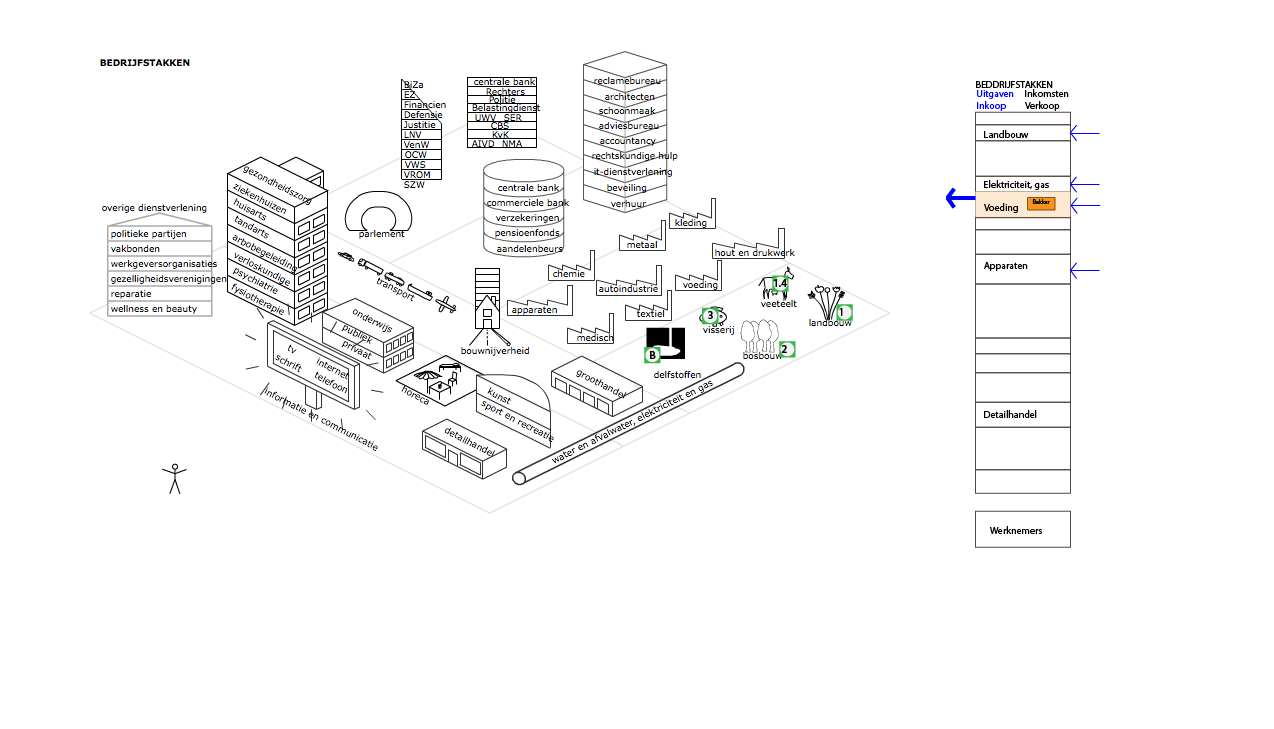 BEDRIJFSTAKKEN
BiZa
EZ
Financien
Defensie
Justitie
LNV
VenW
OCW
VWS
VROM
SZW
centrale bank
Rechters
Politie
Belastingdienst
UWV SER
CBS
KvK
AIVD NMA
reclamebureau
architecten
schoonmaak
adviesbureau
accountancy
rechtskundige hulp
it-dienstverlening
beveiling
verhuur
centrale bank
commerciele bank
verzekeringen
pensioenfonds
aandelenbeurs
gezondheidszorg
ziekenhuizen
huisarts
tandarts
arbobegeleiding
verloskundige
psychiatrie
fysiotherapie
overige dienstverlening
politieke partijen
vakbonden
werkgeversorganisaties
gezelligheidsverenigingen
reparatie
wellness en beauty
parlement
transport
kleding
metaal
hout en drukwerk
chemie
autoindustrie
voeding
apparaten
textiel
medisch
bouwnijverheid
1.4
veeteelt
1
landbouw
3
visserij
2
bosbouw
B
delfstoffen
onderwijs
publiek
privaat
tv
schrift
Internet
telefoon
informatie en communicatie
horeca
kunst
sport en recreatie
groothandel
detailhandel
water en afvalwater, elektriciteit en gas
BEDDRIJFSTAKKEN
Uitgaven Inkomsten
Inkoop Verkoop
Landbouw
Elektriciteit, gas
Voeding
Bakker
Apparaten
Detailhandel
Werknemers